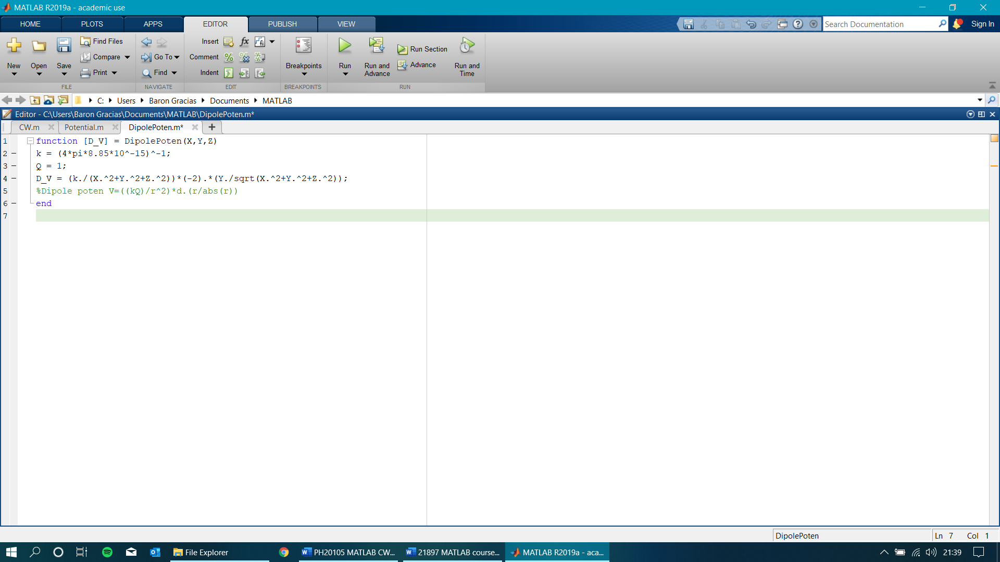 MATLAB R2019a - academic use
HOME PLOTS APPS EDITOR PUBLISH VIEW
Search Documentation
Sign In
New
Open
Save
Find Files
Compare
Print
FILE
Go To
Find
NAVIGATE
Insert
Comment
Indent
EDIT
Breakpoints
BREAKPOINTS
Run
Run and Advance
Run Section
Advance
Run and Time
RUN
C: Users Baron Gracias Documents MATLAB
Editor - C:\Users\Baron Gracias\Documents\MATLAB\DipolePoten.m*
CW.m Potential.m DipolePoten.m* +
1 function [D_V] = DipolePoten(X,Y,Z)
2 k = (4*pi*8.85*10^-15)^-1;
3 Q = 1;
4 D_V = (k./(X.^2+Y.^2+Z.^2))*(-2).*(Y./sqrt(X.^2+Y.^2+Z.^2));
5 %Dipole poten V=((kQ)/r^2)*d.(r/abs(r))
6 end
7
DipolePoten
Ln 7 Col 1
File Explorer
PH20105 MATLAB CW...
21897 MATLAB course...
MATLAB R2019a - aca...
21:39